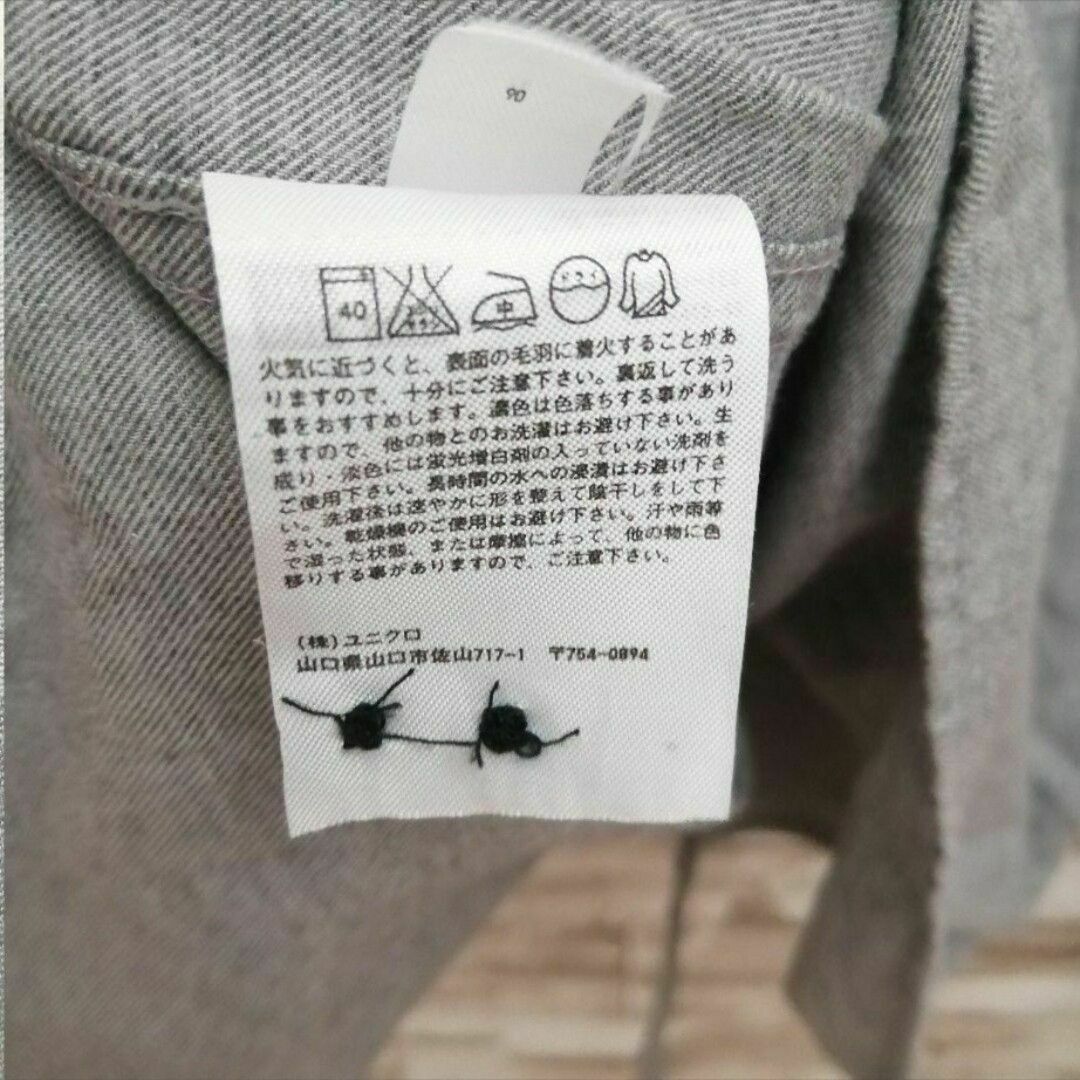 90
40
中
ドライ
火気に近づくと、表面の毛羽に着火することがあ
りますので、十分にご注意下さい。裏返して洗う
事をおすすめします。濃色は色落ちする事があり
ますので、他の物とのお洗濯はお避け下さい。生
成り・淡色には蛍光増白剤の入っていない洗剤を
ご使用下さい。長時間の水への浸漬はお避け下さ
い。洗濯後は速やかに形を整えて陰干しをして下
さい。乾燥機のご使用はお避け下さい。汗や雨等
で湿った状態、または摩擦によって、他の物に色
移りする事がありますので、ご注意下さい。
(株)ユニクロ
山口県山口市佐山717-1 〒754-0894